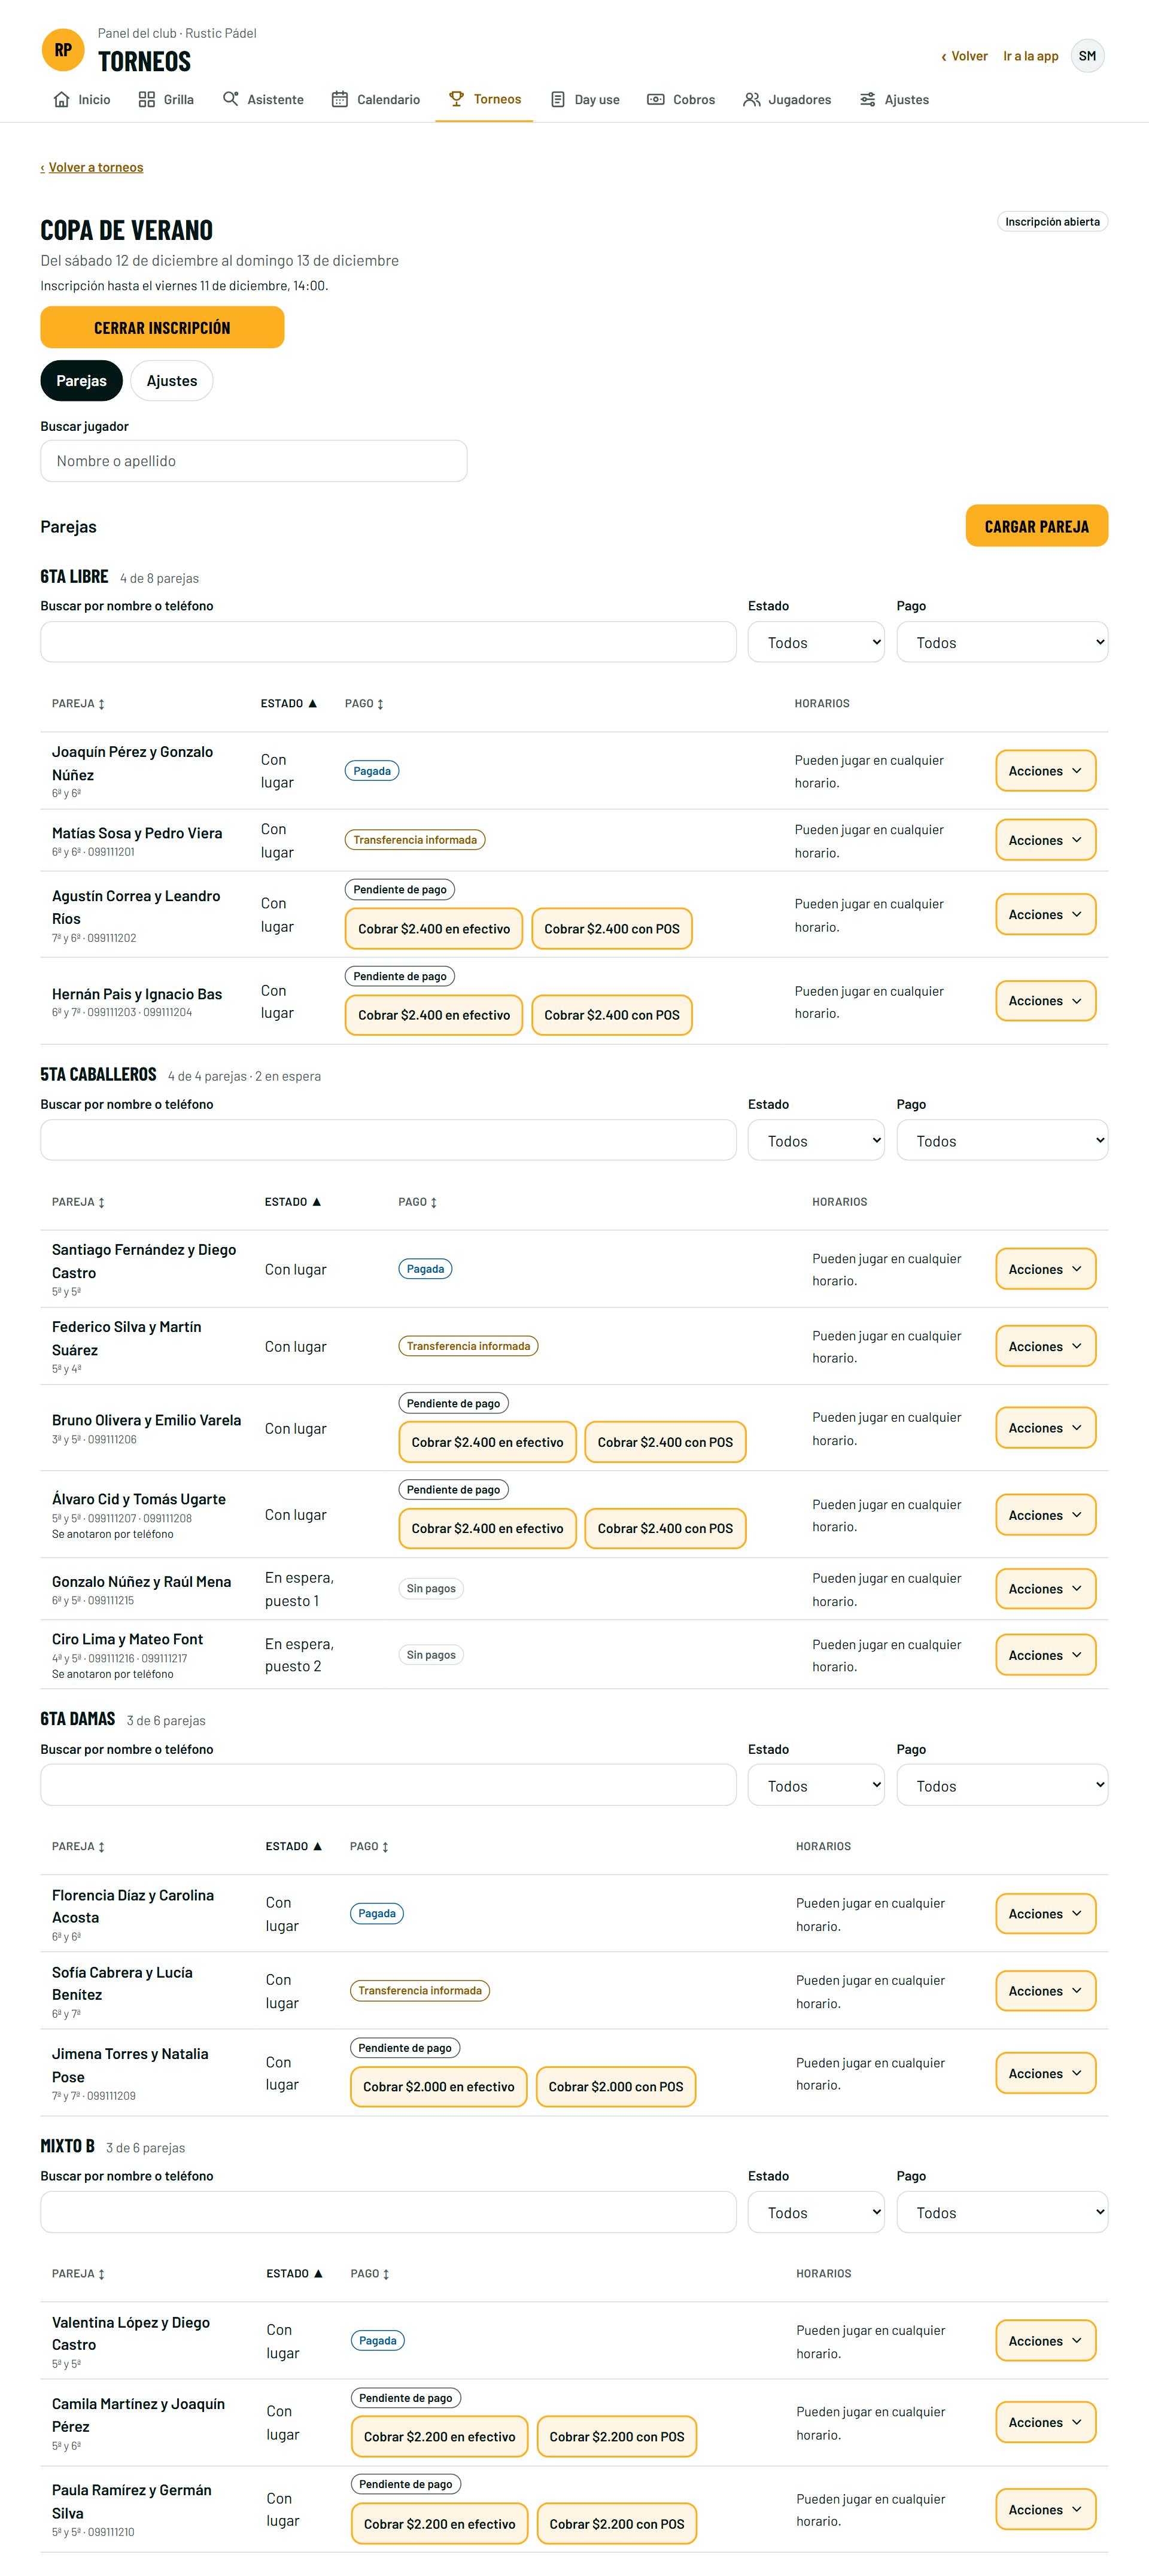 RP
Panel del club · Rustic Pádel
TORNEOS
‹ Volver
Ir a la app
SM
Inicio
Grilla
Asistente
Calendario
Torneos
Day use
Cobros
Jugadores
Ajustes
‹ Volver a torneos
COPA DE VERANO
Inscripción abierta
Del sábado 12 de diciembre al domingo 13 de diciembre
Inscripción hasta el viernes 11 de diciembre, 14:00.
CERRAR INSCRIPCIÓN
Parejas
Ajustes
Buscar jugador
Nombre o apellido
Parejas
CARGAR PAREJA
6TA LIBRE 4 de 8 parejas
Buscar por nombre o teléfono
Estado
Pago
Todos
Todos
PAREJA ↕
ESTADO ▲
PAGO ↕
HORARIOS
Joaquín Pérez y Gonzalo
Núñez
6ª y 6ª
Con
lugar
Pagada
Pueden jugar en cualquier
horario.
Acciones
Matías Sosa y Pedro Viera
6ª y 6ª · 099111201
Con
lugar
Transferencia informada
Pueden jugar en cualquier
horario.
Acciones
Agustín Correa y Leandro
Ríos
7ª y 6ª · 099111202
Con
lugar
Pendiente de pago
Cobrar $2.400 en efectivo
Cobrar $2.400 con POS
Pueden jugar en cualquier
horario.
Acciones
Hernán Pais y Ignacio Bas
6ª y 7ª · 099111203 · 099111204
Con
lugar
Pendiente de pago
Cobrar $2.400 en efectivo
Cobrar $2.400 con POS
Pueden jugar en cualquier
horario.
Acciones
5TA CABALLEROS 4 de 4 parejas · 2 en espera
Buscar por nombre o teléfono
Estado
Pago
Todos
Todos
PAREJA ↕
ESTADO ▲
PAGO ↕
HORARIOS
Santiago Fernández y Diego
Castro
5ª y 5ª
Con lugar
Pagada
Pueden jugar en cualquier
horario.
Acciones
Federico Silva y Martín
Suárez
5ª y 4ª
Con lugar
Transferencia informada
Pueden jugar en cualquier
horario.
Acciones
Bruno Olivera y Emilio Varela
3ª y 5ª · 099111206
Con lugar
Pendiente de pago
Cobrar $2.400 en efectivo
Cobrar $2.400 con POS
Pueden jugar en cualquier
horario.
Acciones
Álvaro Cid y Tomás Ugarte
5ª y 5ª · 099111207 · 099111208
Se anotaron por teléfono
Con lugar
Pendiente de pago
Cobrar $2.400 en efectivo
Cobrar $2.400 con POS
Pueden jugar en cualquier
horario.
Acciones
Gonzalo Núñez y Raúl Mena
6ª y 5ª · 099111215
En espera,
puesto 1
Sin pagos
Pueden jugar en cualquier
horario.
Acciones
Ciro Lima y Mateo Font
4ª y 5ª · 099111216 · 099111217
Se anotaron por teléfono
En espera,
puesto 2
Sin pagos
Pueden jugar en cualquier
horario.
Acciones
6TA DAMAS 3 de 6 parejas
Buscar por nombre o teléfono
Estado
Pago
Todos
Todos
PAREJA ↕
ESTADO ▲
PAGO ↕
HORARIOS
Florencia Díaz y Carolina
Acosta
6ª y 6ª
Con
lugar
Pagada
Pueden jugar en cualquier
horario.
Acciones
Sofía Cabrera y Lucía
Benítez
6ª y 7ª
Con
lugar
Transferencia informada
Pueden jugar en cualquier
horario.
Acciones
Jimena Torres y Natalia
Pose
7ª y 7ª · 099111209
Con
lugar
Pendiente de pago
Cobrar $2.000 en efectivo
Cobrar $2.000 con POS
Pueden jugar en cualquier
horario.
Acciones
MIXTO B 3 de 6 parejas
Buscar por nombre o teléfono
Estado
Pago
Todos
Todos
PAREJA ↕
ESTADO ▲
PAGO ↕
HORARIOS
Valentina López y Diego
Castro
5ª y 5ª
Con
lugar
Pagada
Pueden jugar en cualquier
horario.
Acciones
Camila Martínez y Joaquín
Pérez
5ª y 6ª
Con
lugar
Pendiente de pago
Cobrar $2.200 en efectivo
Cobrar $2.200 con POS
Pueden jugar en cualquier
horario.
Acciones
Paula Ramírez y Germán
Silva
5ª y 5ª · 099111210
Con
lugar
Pendiente de pago
Cobrar $2.200 en efectivo
Cobrar $2.200 con POS
Pueden jugar en cualquier
horario.
Acciones